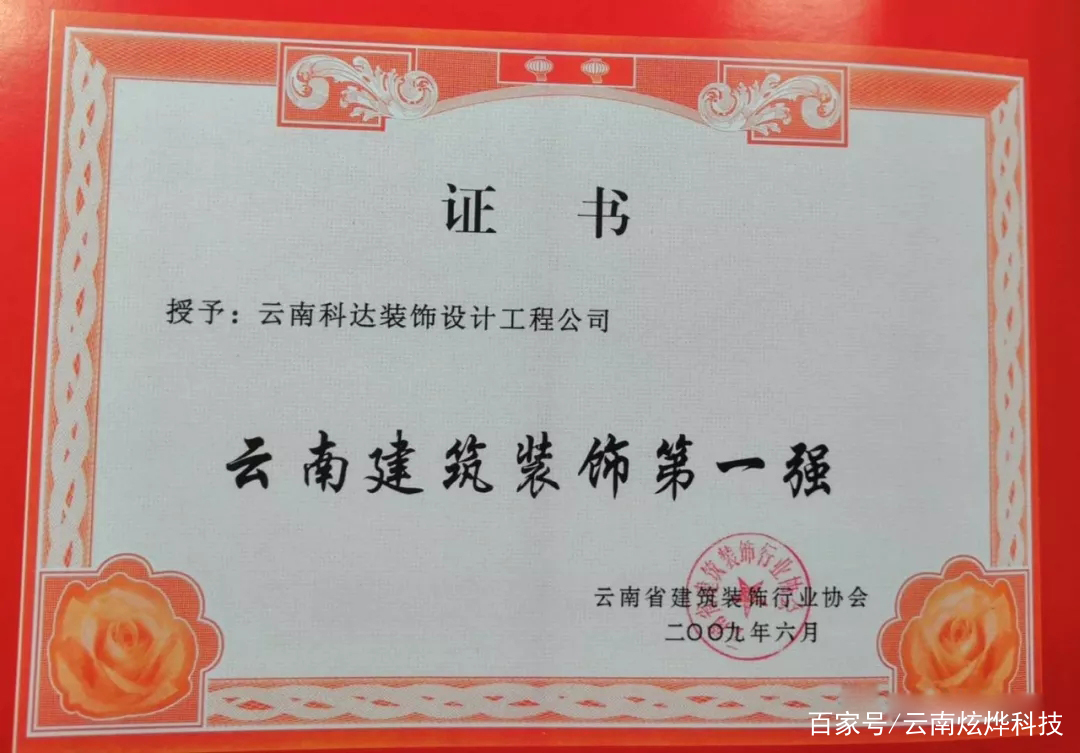 证 书
授予：云南科达装饰设计工程公司
云南建筑装饰第一强
云南省建筑装饰行业协会
二〇〇九年六月
百家号/云南炫烨科技